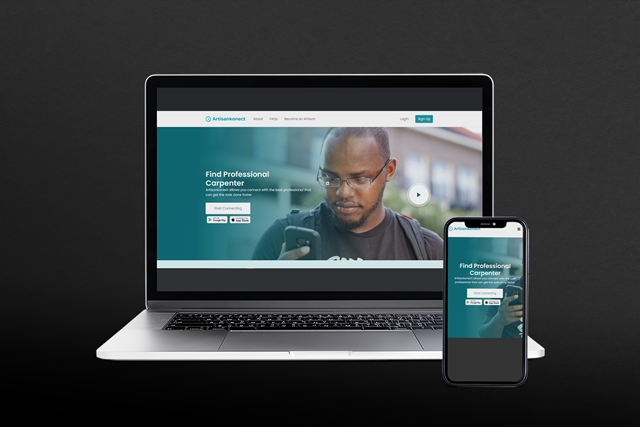 Artisankonect
About
FAQs
Become an Artisan
Login
Sign Up
Find Professional
Carpenter
Artisankonect allows you connect with the best professional that
can get the task done faster.
Start Connecting
Google Play
App Store
Artisankonect
Find Professional
Carpenter
Artisankonect allows you connect with the best
professional that can get the task done faster.
Start Connecting
Google Play
App Store